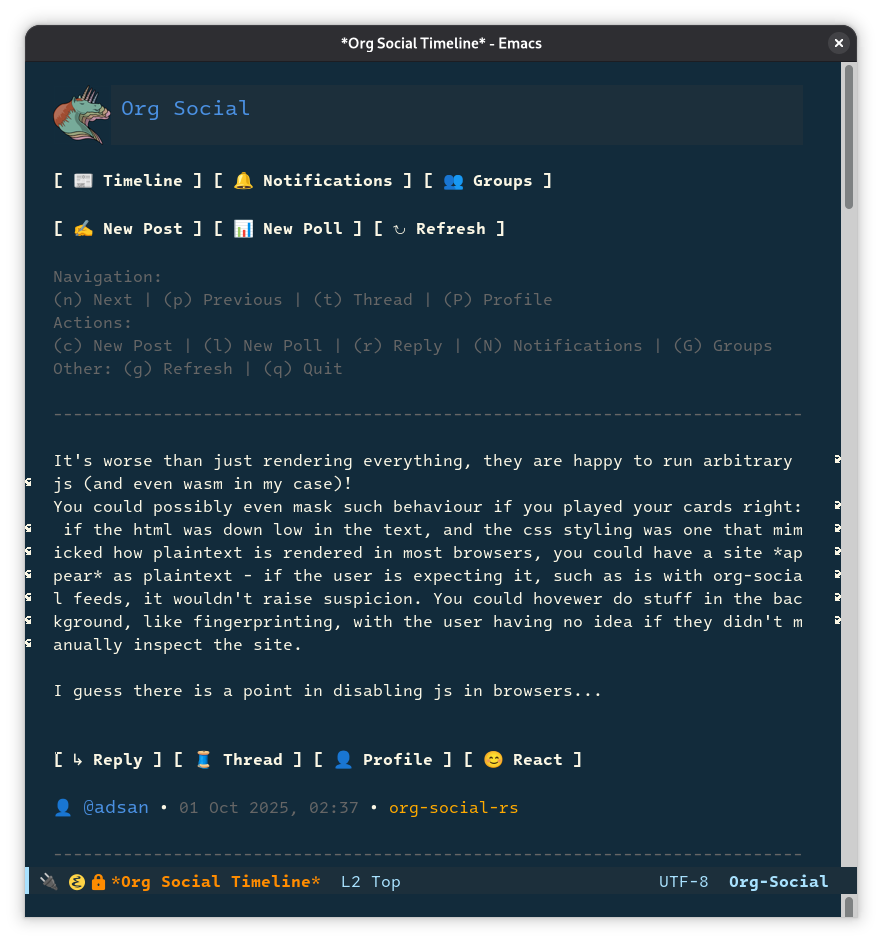 *Org Social Timeline* - Emacs
Org Social
[ 📰 Timeline ] [ 🔔 Notifications ] [ 👥 Groups ]
[ ✍️ New Post ] [ 📊 New Poll ] [ ↻ Refresh ]
Navigation:
(n) Next | (p) Previous | (t) Thread | (P) Profile
Actions:
(c) New Post | (l) New Poll | (r) Reply | (N) Notifications | (G) Groups
Other: (g) Refresh | (q) Quit
---------------------------------------------------------------------------
It's worse than just rendering everything, they are happy to run arbitrary
js (and even wasm in my case)!
You could possibly even mask such behaviour if you played your cards right:
 if the html was down low in the text, and the css styling was one that mim
icked how plaintext is rendered in most browsers, you could have a site *ap
pear* as plaintext - if the user is expecting it, such as is with org-socia
l feeds, it wouldn't raise suspicion. You could hovewer do stuff in the bac
kground, like fingerprinting, with the user having no idea if they didn't m
anually inspect the site.
I guess there is a point in disabling js in browsers...
[ ↳ Reply ] [ 🧵 Thread ] [ 👤 Profile ] [ 😊 React ]
👤 @adsan • 01 Oct 2025, 02:37 • org-social-rs
---------------------------------------------------------------------------
*Org Social Timeline* L2 Top UTF-8 Org-Social